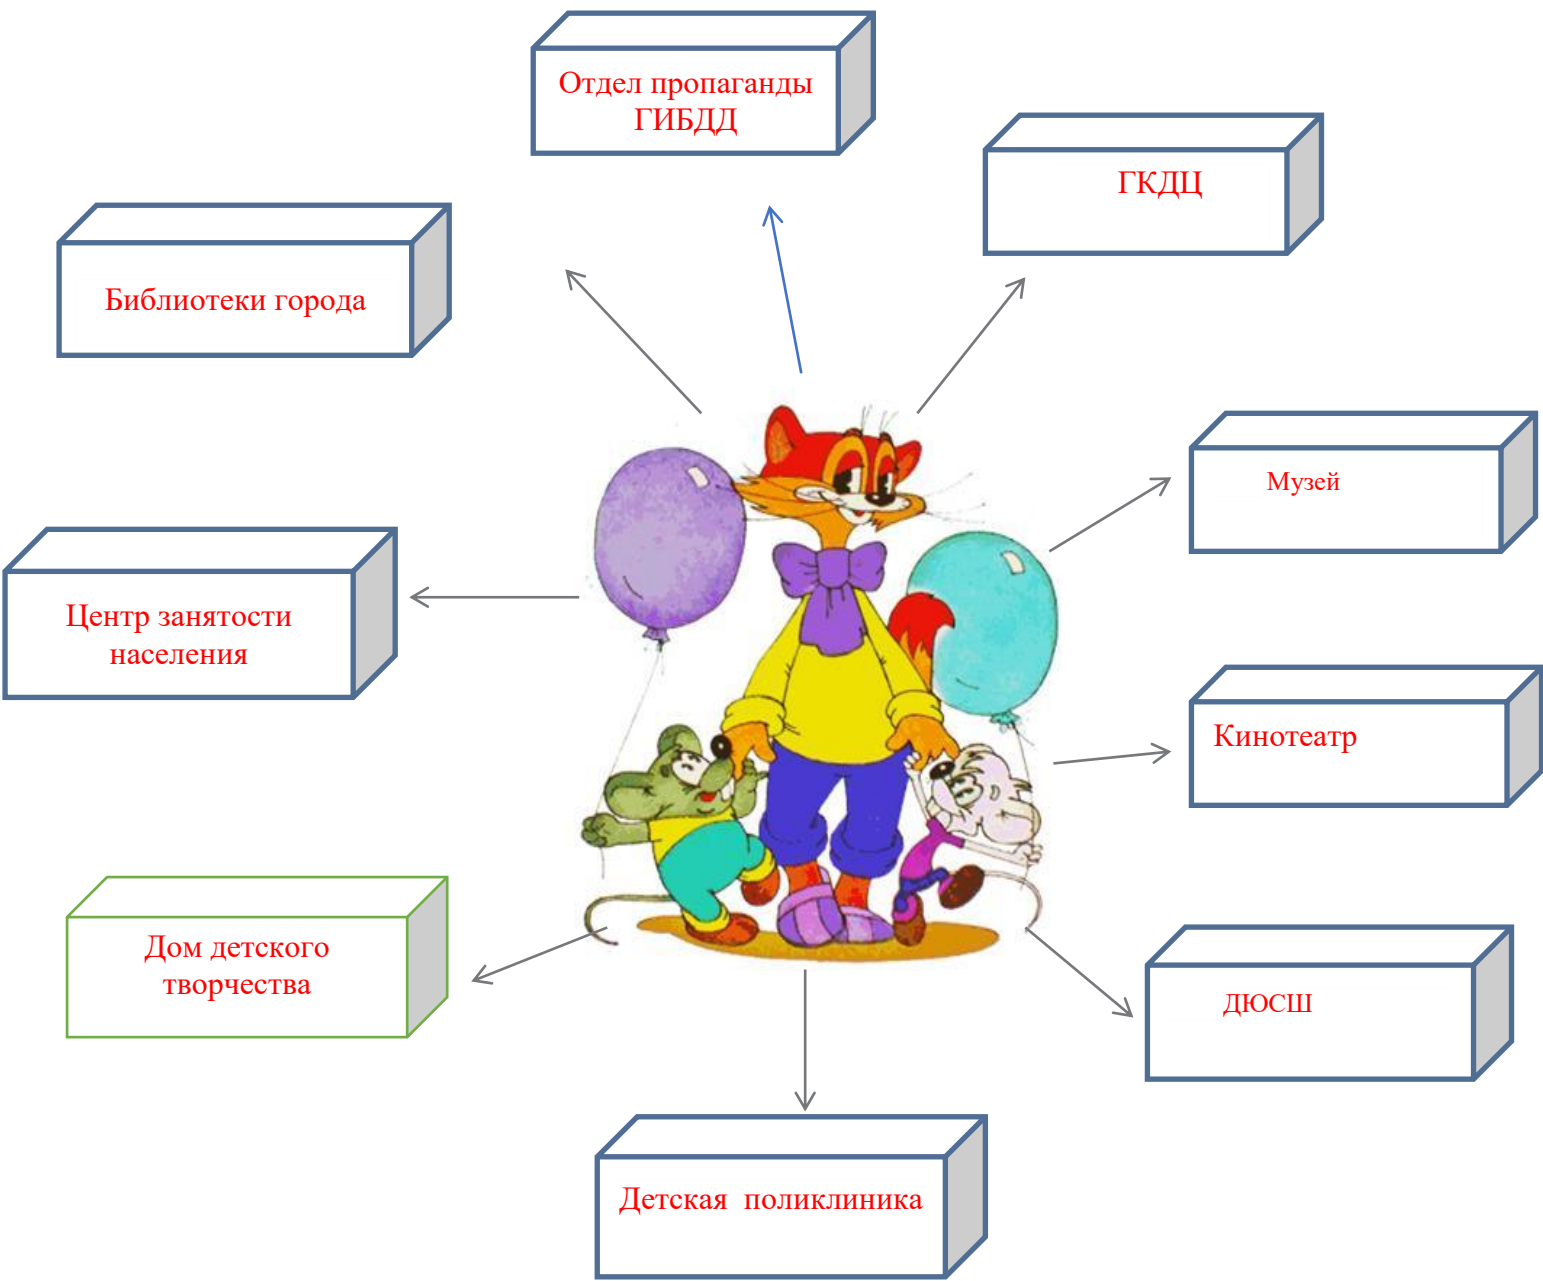 Отдел пропаганды
ГИБДД
ГКДЦ
Библиотеки города
Музей
Центр занятости
населения
Кинотеатр
Дом детского
творчества
ДЮСШ
Детская  поликлиника